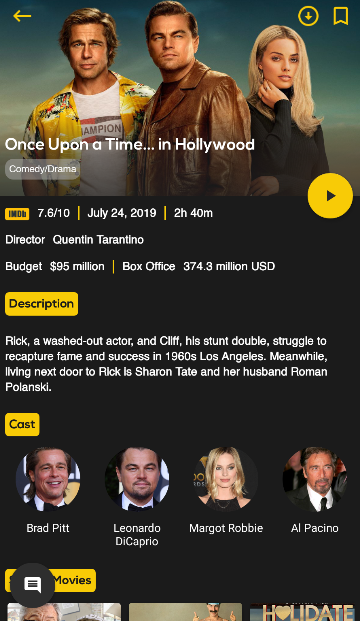 CHAMPION
Once Upon a Time... in Hollywood
Comedy/Drama
IMDb 7.6/10 | July 24, 2019 | 2h 40m
Director Quentin Tarantino
Budget $95 million | Box Office 374.3 million USD
Description
Rick, a washed-out actor, and Cliff, his stunt double, struggle to
recapture fame and success in 1960s Los Angeles. Meanwhile,
living next door to Rick is Sharon Tate and her husband Roman
Polanski.
Cast
Brad Pitt
Leonardo
DiCaprio
Margot Robbie
Al Pacino
Movies
HOLIDATE